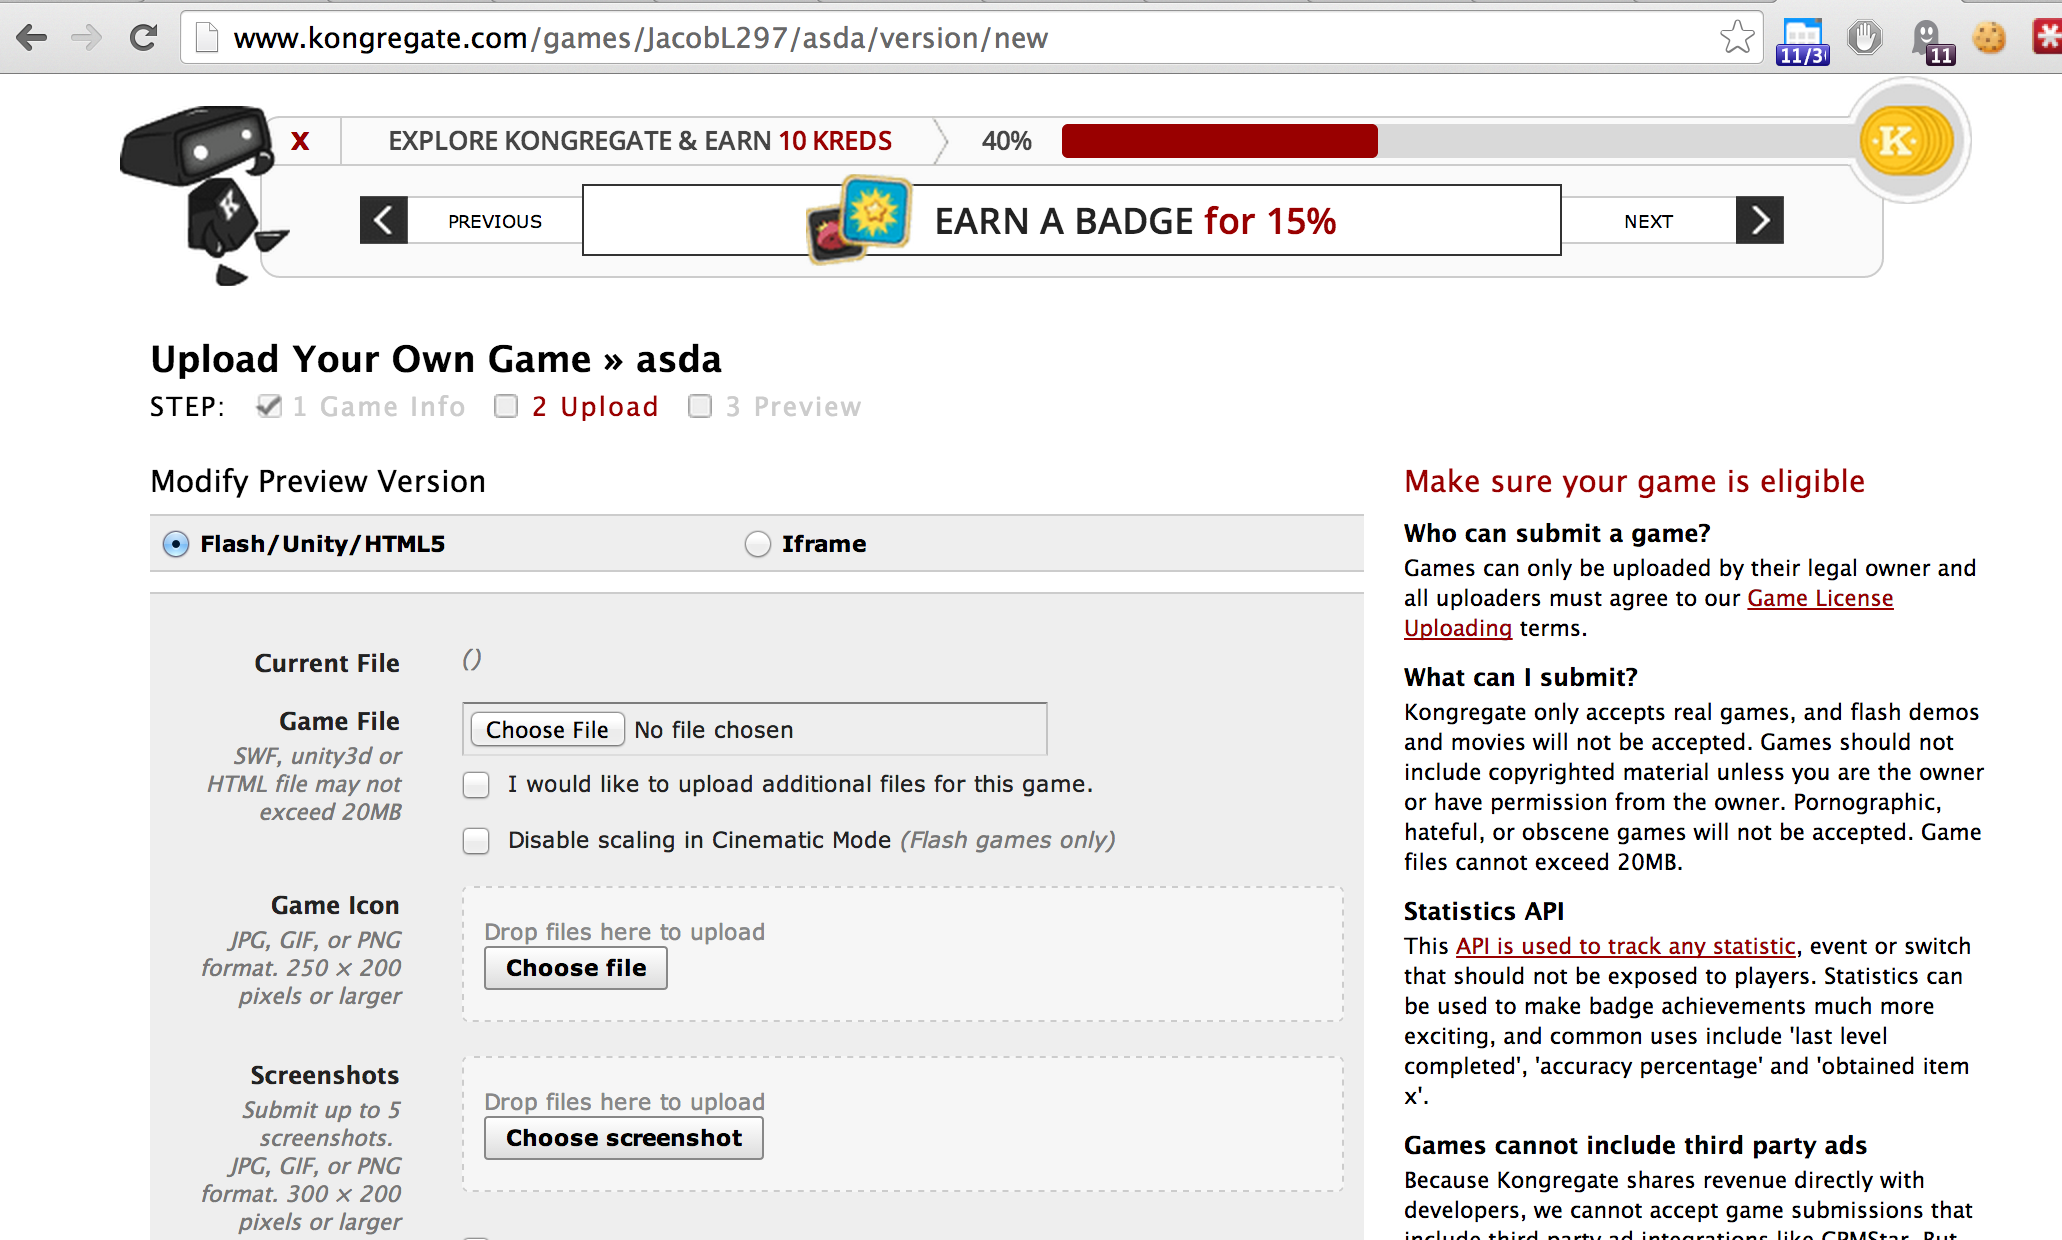 www.kongregate.com/games/JacobL297/asda/version/new
11/3
11
X
EXPLORE KONGREGATE & EARN 10 KREDS
40%
K
K
PREVIOUS
EARN A BADGE for 15%
NEXT
Upload Your Own Game » asda
STEP: 1 Game Info 2 Upload 3 Preview
Modify Preview Version
Flash/Unity/HTML5
Iframe
Current File
()
Game File
SWF, unity3d or
HTML file may not
exceed 20MB
Choose File No file chosen
I would like to upload additional files for this game.
Disable scaling in Cinematic Mode (Flash games only)
Game Icon
JPG, GIF, or PNG
format. 250 × 200
pixels or larger
Drop files here to upload
Choose file
Screenshots
Submit up to 5
screenshots.
JPG, GIF, or PNG
format. 300 × 200
pixels or larger
Drop files here to upload
Choose screenshot
Make sure your game is eligible
Who can submit a game?
Games can only be uploaded by their legal owner and
all uploaders must agree to our Game License
Uploading terms.
What can I submit?
Kongregate only accepts real games, and flash demos
and movies will not be accepted. Games should not
include copyrighted material unless you are the owner
or have permission from the owner. Pornographic,
hateful, or obscene games will not be accepted. Game
files cannot exceed 20MB.
Statistics API
This API is used to track any statistic, event or switch
that should not be exposed to players. Statistics can
be used to make badge achievements much more
exciting, and common uses include 'last level
completed', 'accuracy percentage' and 'obtained item
x'.
Games cannot include third party ads
Because Kongregate shares revenue directly with
developers, we cannot accept game submissions that
include third party ad integrations like CPMStar. But